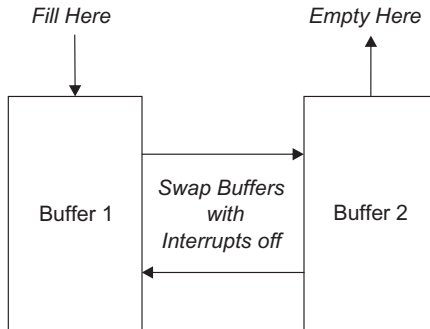 Fill Here
Empty Here
Buffer 1
Swap Buffers
with
Interrupts off
Buffer 2